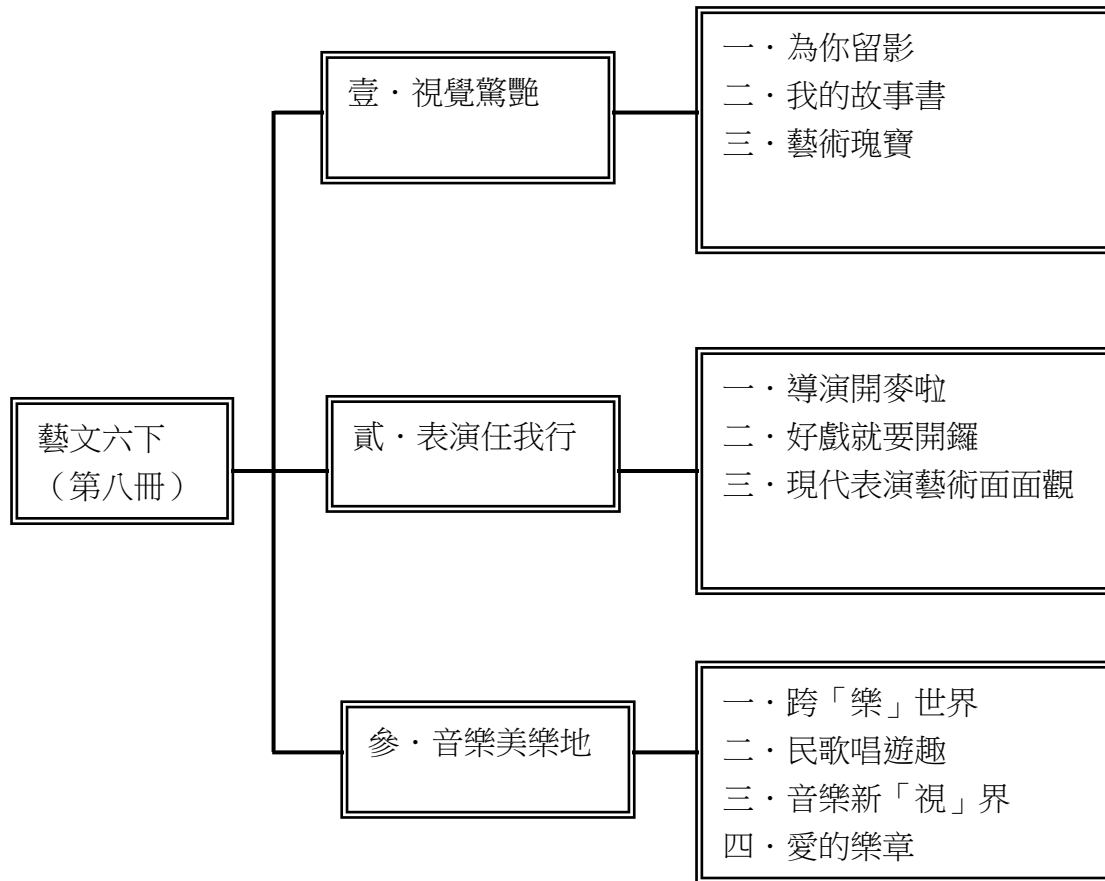 藝文六下
（第八冊）
壹．視覺驚艷
一．為你留影
二．我的故事書
三．藝術瑰寶
貳．表演任我行
一．導演開麥啦
二．好戲就要開鑼
三．現代表演藝術面面觀
參．音樂美樂地
一．跨「樂」世界
二．民歌唱遊趣
三．音樂新「視」界
四．愛的樂章